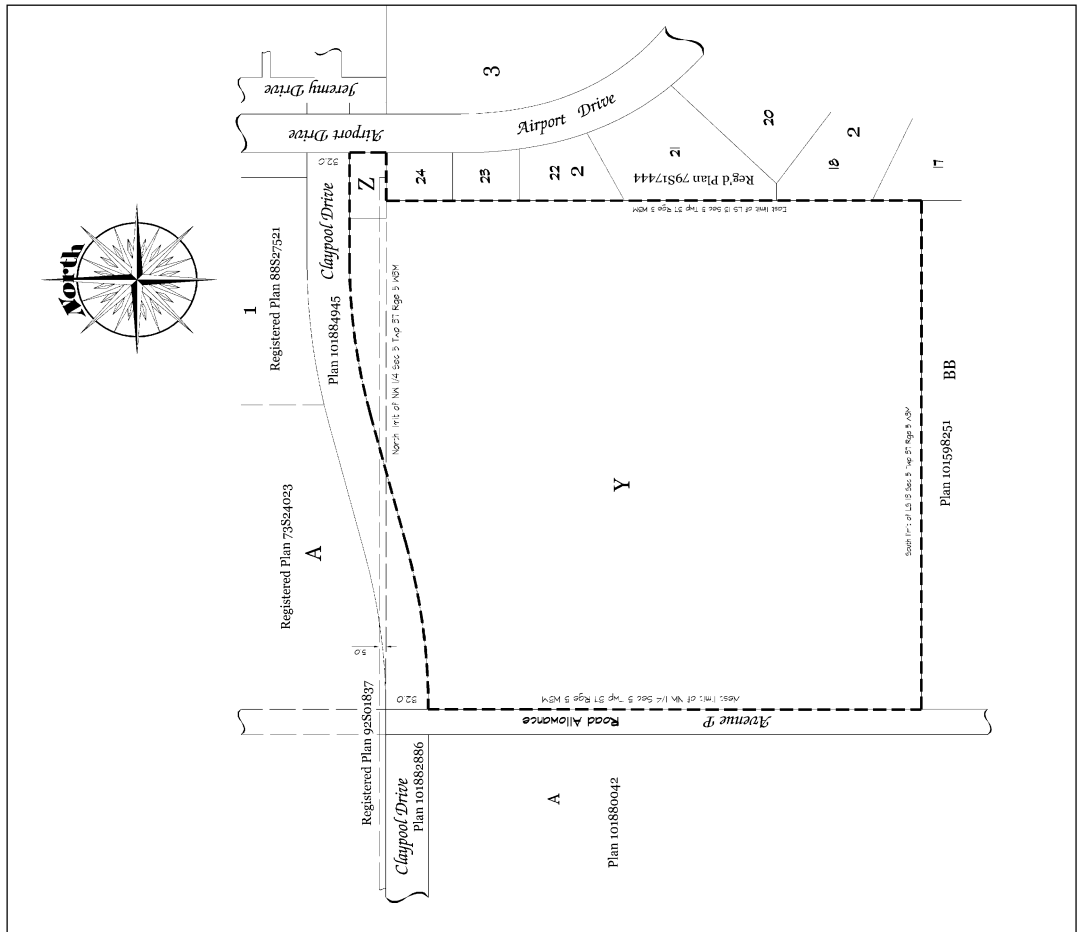 North
Jeremy Drive
Airport Drive
Airport Drive
3
20
2
18
17
21
Reg'd Plan 79S17444
22
2
23
24
Z
32.0
Claypool Drive
Plan 101884945
1
Registered Plan 88S27521
East limit of LS 13 Sec 5 Twp 37 Rge 5 W3M
North limit of NW 1/4 Sec 5 Twp 37 Rge 5 W3M
Registered Plan 73S24023
A
Y
South limit of LS 13 Sec 5 Twp 37 Rge 5 W3M
BB
Plan 101598251
5.0
32.0
West limit of NW 1/4 Sec 5 Twp 37 Rge 5 W3M
Avenue P
Road Allowance
Registered Plan 92S01837
Claypool Drive
Plan 101882886
A
Plan 101880042